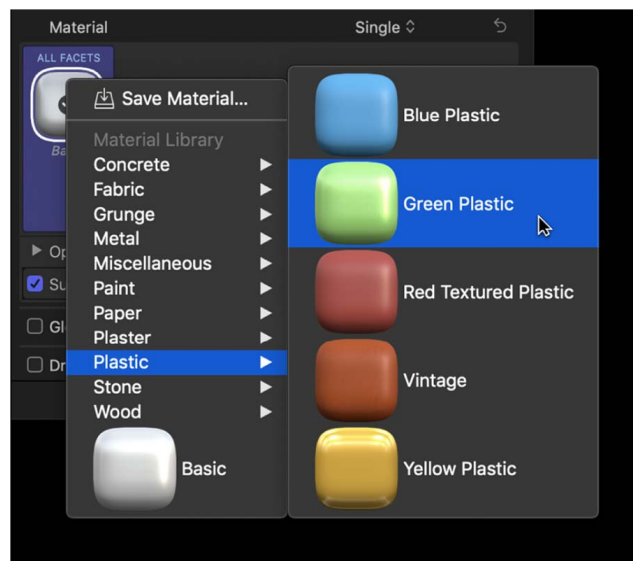 Material
Single
ALL FACETS
Save Material...
Material Library
Concrete
Fabric
Grunge
Metal
Miscellaneous
Paint
Paper
Plaster
Plastic
Stone
Wood
Basic
Blue Plastic
Green Plastic
Red Textured Plastic
Vintage
Yellow Plastic